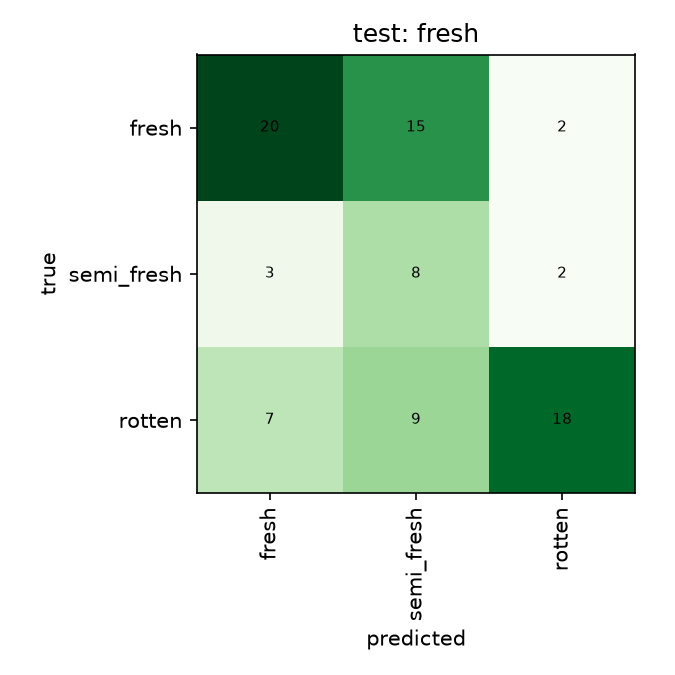 test: fresh
fresh 20 15 2
semi_fresh 3 8 2
rotten 7 9 18
true
fresh semi_fresh rotten
predicted